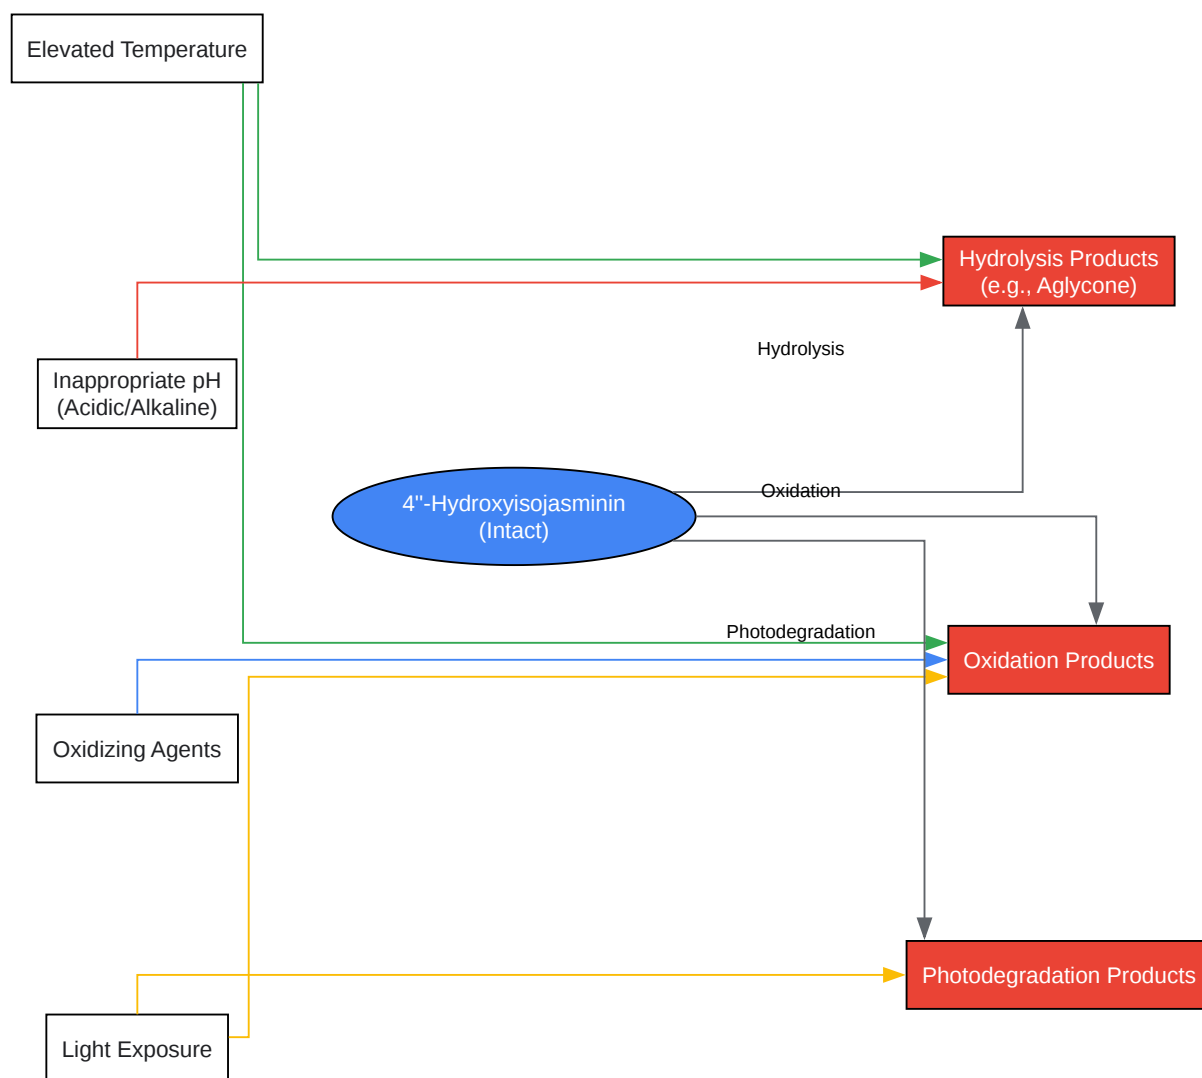 Elevated Temperature
Hydrolysis Products
(e.g., Aglycone)
Hydrolysis
Inappropriate pH
(Acidic/Alkaline)
4"-Hydroxyisojasminin
(Intact)
Oxidation
Photodegradation
Oxidation Products
Oxidizing Agents
Photodegradation Products
Light Exposure